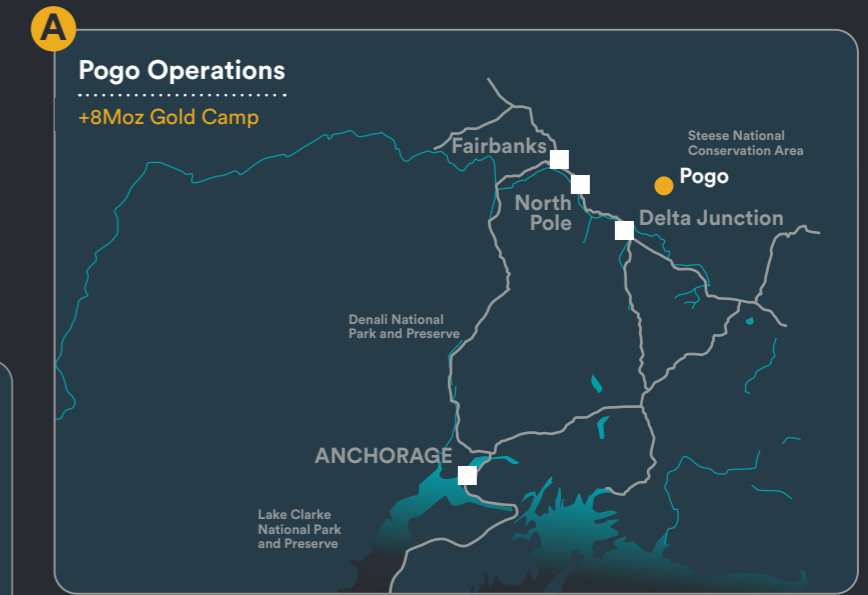 A
Pogo Operations
+8Moz Gold Camp
Fairbanks
Steese National
Conservation Area
Pogo
North
Pole
Delta Junction
Denali National
Park and Preserve
ANCHORAGE
Lake Clarke
National Park
and Preserve